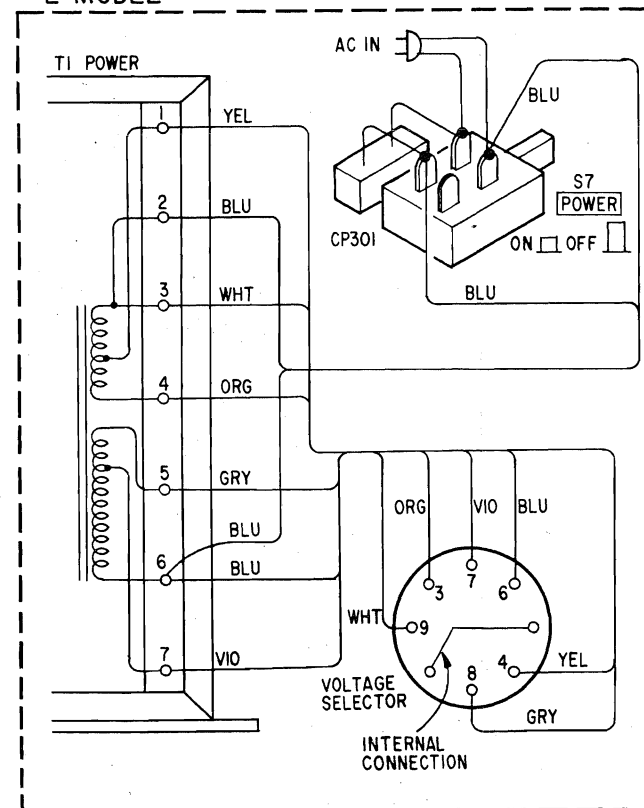 E MODEL
T1 POWER
AC IN
BLU
1
YEL
2
BLU
S7
POWER
CP301
ON OFF
3
WHT
BLU
4
ORG
5
GRY
BLU
6
BLU
ORG
VIO
BLU
3
7
6
WHT
9
7
VIO
4
YEL
8
VOLTAGE
SELECTOR
GRY
INTERNAL
CONNECTION